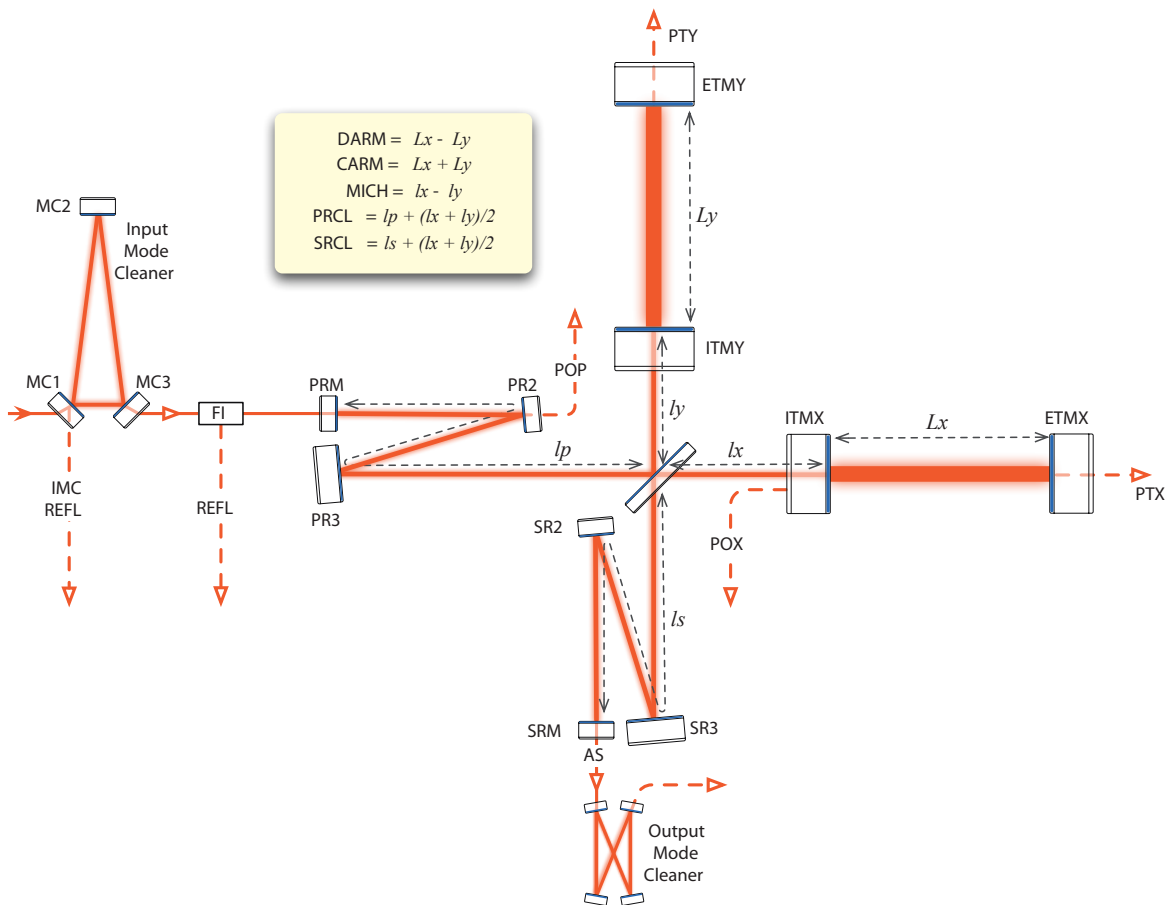 PTY
ETMY
DARM = Lx - Ly
CARM = Lx + Ly
MICH = lx - ly
PRCL = lp + (lx + ly)/2
SRCL = ls + (lx + ly)/2
MC2
Input
Mode
Cleaner
Ly
ITMY
POP
MC1
MC3
PRM
PR2
FI
ly
ITMX
ETMX
Lx
lp
lx
IMC
REFL
REFL
PR3
PTX
SR2
POX
ls
SRM
SR3
AS
Output
Mode
Cleaner